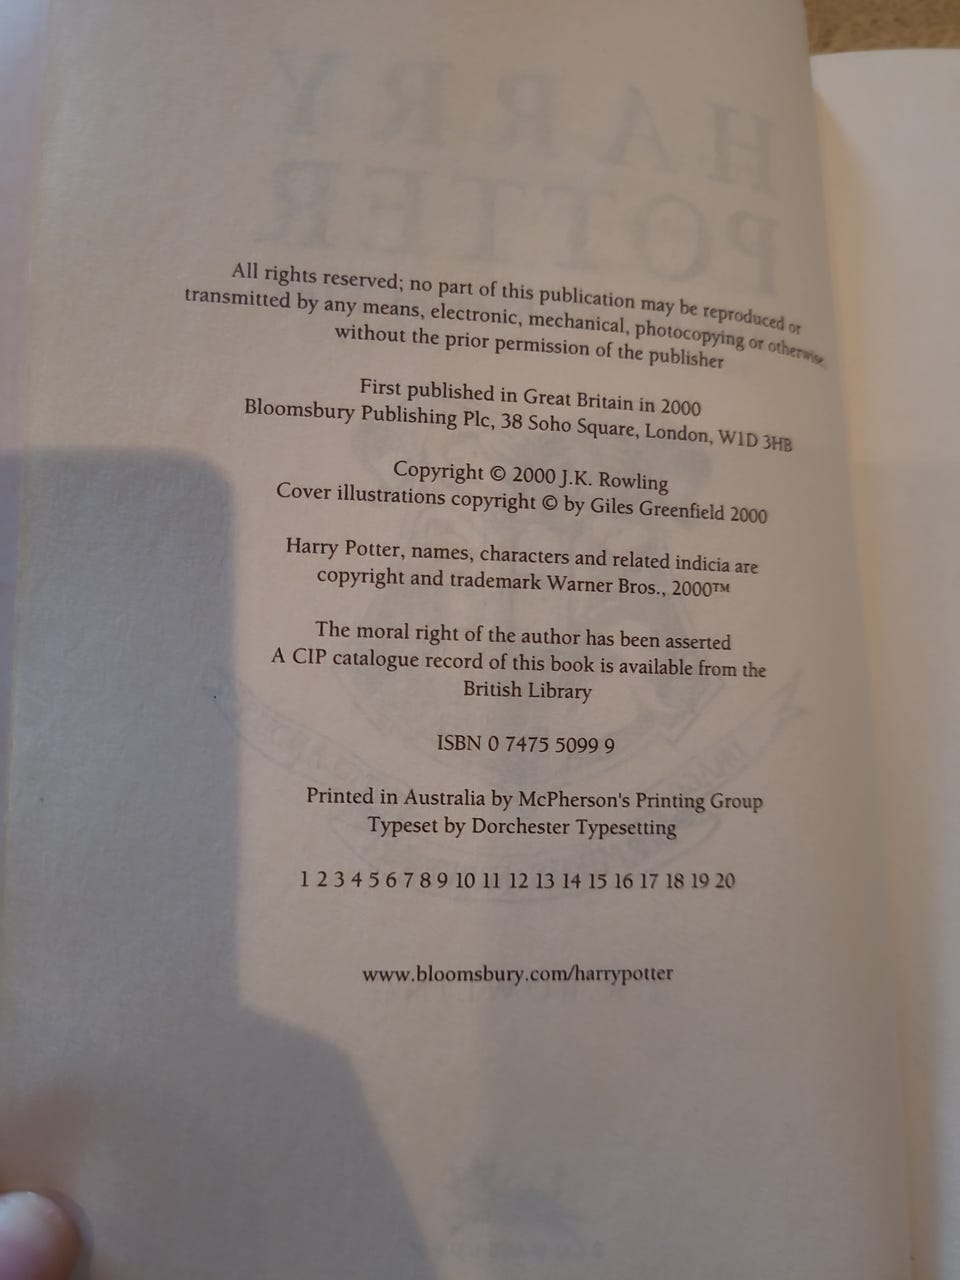 HARRY
POTTER
All rights reserved; no part of this publication may be reproduced or
transmitted by any means, electronic, mechanical, photocopying or otherwise,
without the prior permission of the publisher
First published in Great Britain in 2000
Bloomsbury Publishing Plc, 38 Soho Square, London, W1D 3HB
Copyright © 2000 J.K. Rowling
Cover illustrations copyright © by Giles Greenfield 2000
Harry Potter, names, characters and related indicia are
copyright and trademark Warner Bros., 2000™
The moral right of the author has been asserted
A CIP catalogue record of this book is available from the
British Library
ISBN 0 7475 5099 9
Printed in Australia by McPherson's Printing Group
Typeset by Dorchester Typesetting
1 2 3 4 5 6 7 8 9 10 11 12 13 14 15 16 17 18 19 20
www.bloomsbury.com/harrypotter